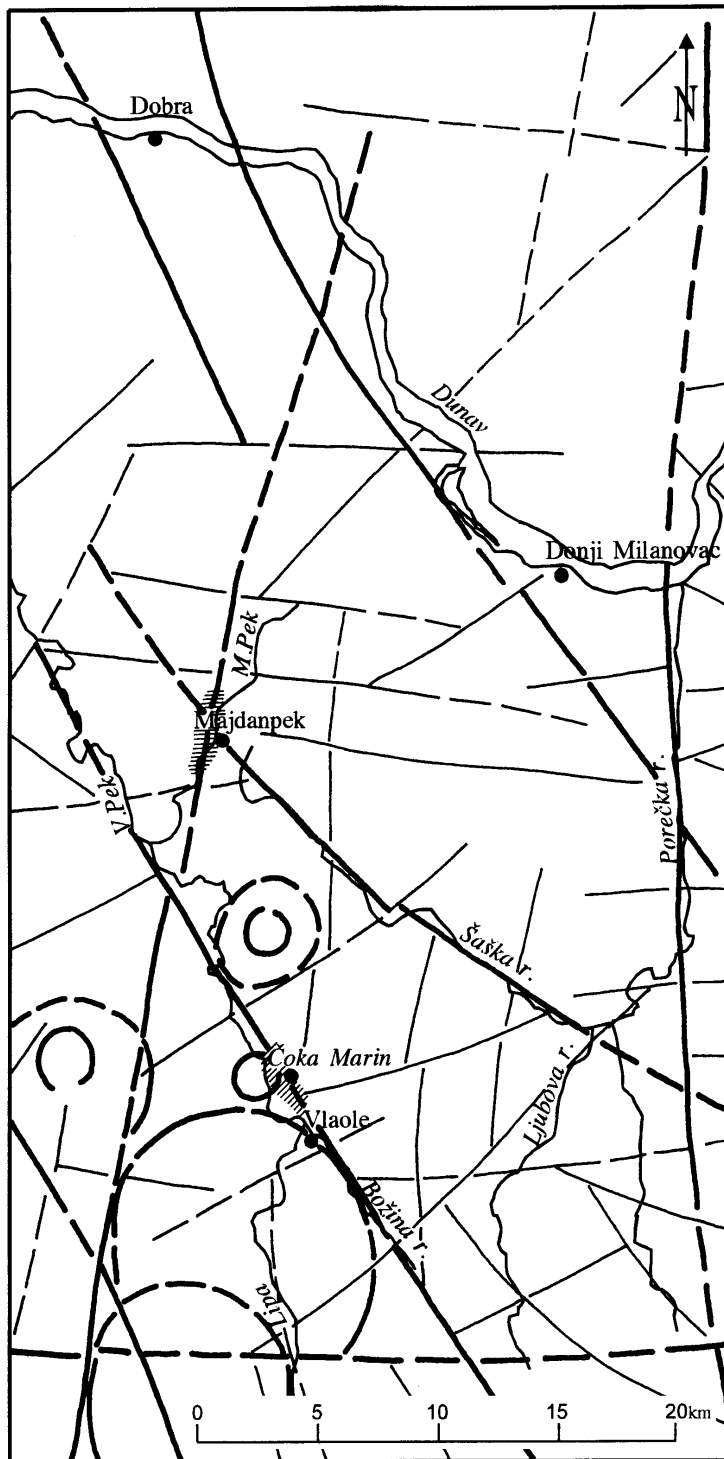 Dobra
N
Dunav
Donji Milanovac
M.Pek
Majdanpek
V.Pek
Porečka r.
Šaška r.
Čoka Marin
Ljubova r.
Vlaole
Božina r.
Lipa
0 5 10 15 20km